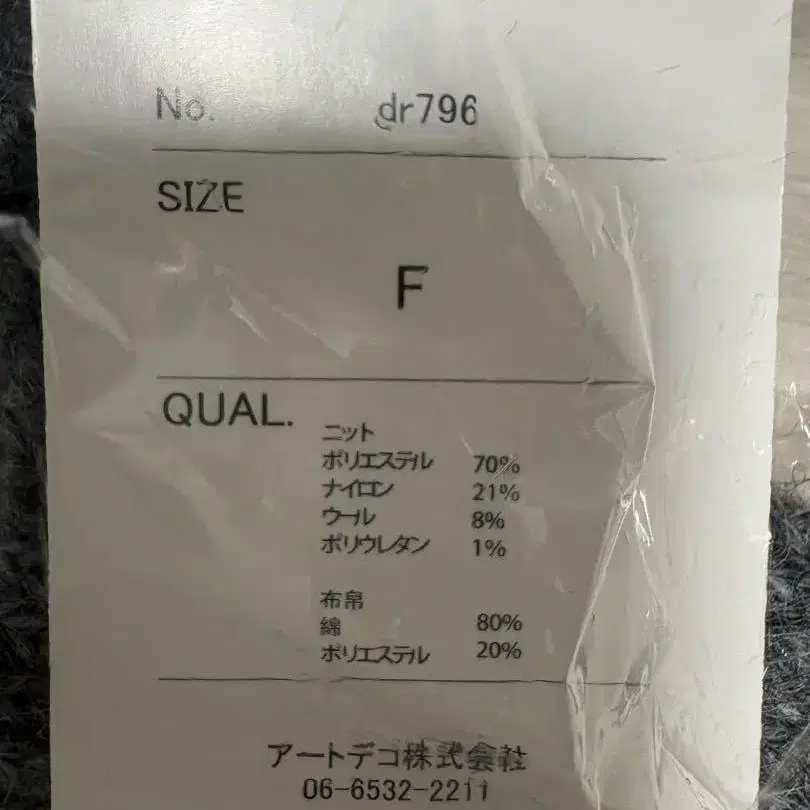 No. dr796
SIZE
F
QUAL.
ニット
ポリエステル 70%
ナイロン 21%
ウール 8%
ポリウレタン 1%
布帛
綿 80%
ポリエステル 20%
アートデコ株式会社
06-6532-2211